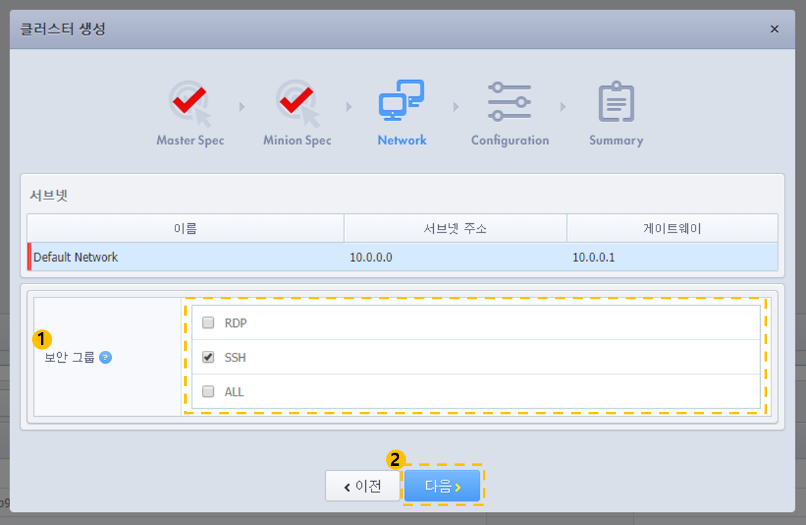 클러스터 생성 ×
Master Spec Minion Spec Network Configuration Summary
서브넷
이름 서브넷 주소 게이트웨이
Default Network 10.0.0.0 10.0.0.1
RDP
1
보안 그룹 ?
SSH
ALL
2
이전 다음